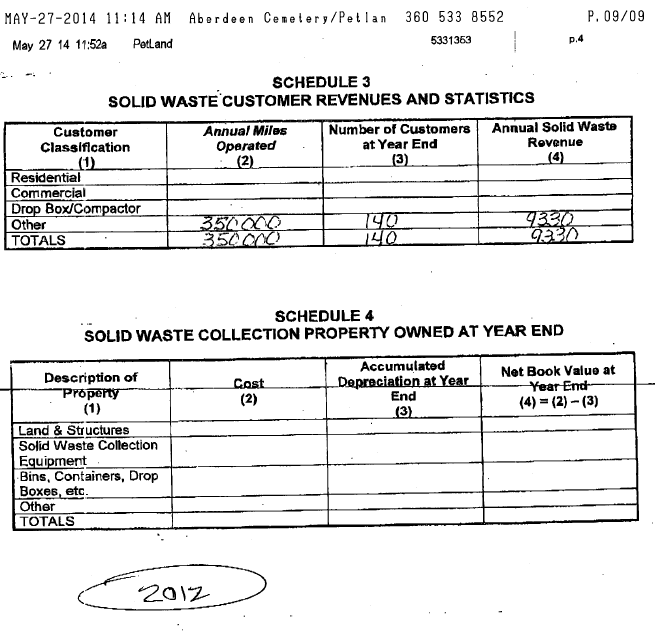 MAY-27-2014 11:14 AM Aberdeen Cemetery/Petlan 360 533 8552 P.09/09
May 27 14 11:52a PetLand 5331353 p.4
SCHEDULE 3
SOLID WASTE CUSTOMER REVENUES AND STATISTICS
Customer Classification (1) Annual Miles Operated (2) Number of Customers at Year End (3) Annual Solid Waste Revenue (4)
Residential
Commercial
Drop Box/Compactor
Other 350000 140 9330
TOTALS 350000 140 9330
SCHEDULE 4
SOLID WASTE COLLECTION PROPERTY OWNED AT YEAR END
Description of Property (1) Cost (2) Accumulated Depreciation at Year End (3) Net Book Value at Year End (4) = (2) – (3)
Land & Structures
Solid Waste Collection
Equipment
Bins, Containers, Drop
Boxes, etc.
Other
TOTALS
2012